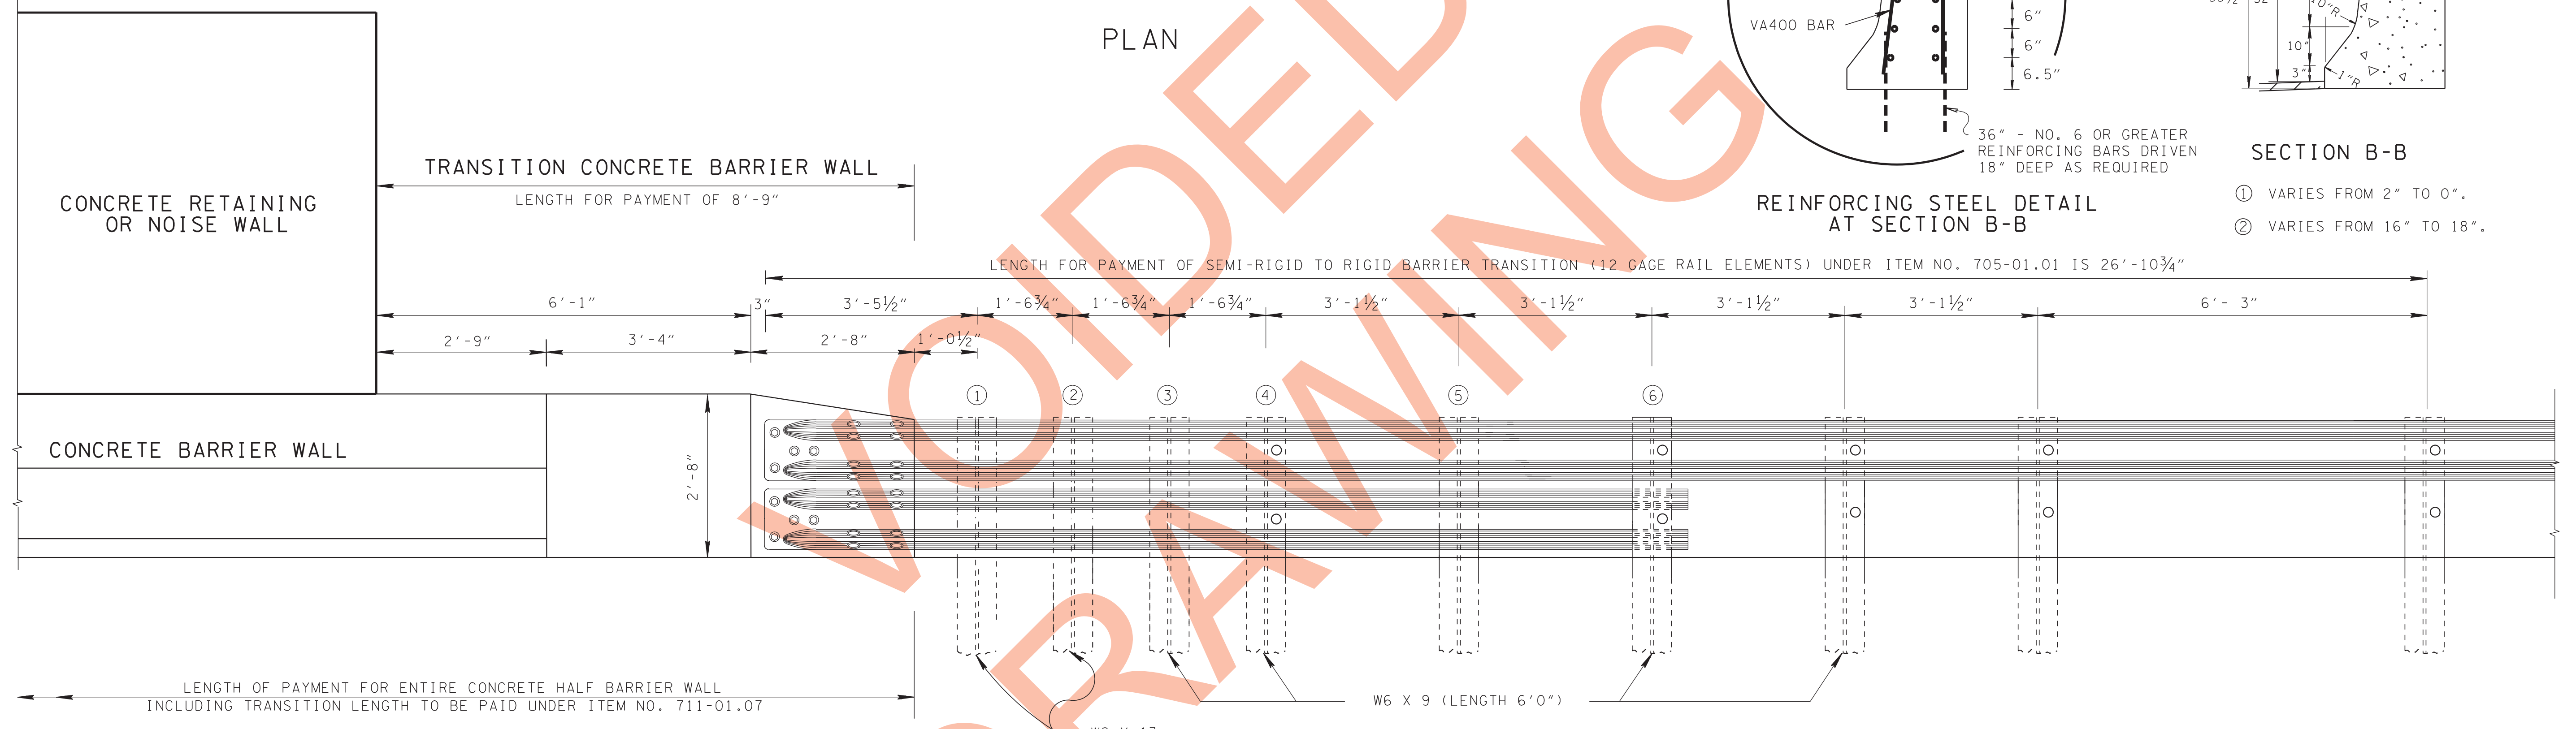 PLAN
VA400 BAR
6"
6"
6.5"
36" - NO. 6 OR GREATER
REINFORCING BARS DRIVEN
18" DEEP AS REQUIRED
REINFORCING STEEL DETAIL
AT SECTION B-B
10"R
10"
3"
1"R
SECTION B-B
① VARIES FROM 2" TO 0".
② VARIES FROM 16" TO 18".
CONCRETE RETAINING
OR NOISE WALL
TRANSITION CONCRETE BARRIER WALL
LENGTH FOR PAYMENT OF 8'-9"
LENGTH FOR PAYMENT OF SEMI-RIGID TO RIGID BARRIER TRANSITION (12 GAGE RAIL ELEMENTS) UNDER ITEM NO. 705-01.01 IS 26'-10¾"
6'-1" 3" 3'-5½" 1'-6¾" 1'-6¾" 1'-6¾" 3'-1½" 3'-1½" 3'-1½" 3'-1½" 6'- 3"
2'-9" 3'-4" 2'-8" 1'-0½"
① ② ③ ④ ⑤ ⑥
CONCRETE BARRIER WALL
2'-8"
LENGTH OF PAYMENT FOR ENTIRE CONCRETE HALF BARRIER WALL
INCLUDING TRANSITION LENGTH TO BE PAID UNDER ITEM NO. 711-01.07
W6 X 9 (LENGTH 6'0")
VOIDED
RAWING